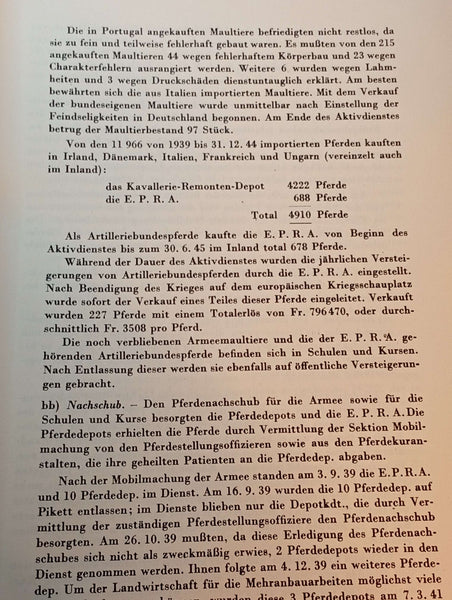 Die in Portugal angekauften Maultiere befriedigten nicht restlos, da
sie zu fein und teilweise fehlerhaft gebaut waren. Es mußten von den 215
angekauften Maultieren 44 wegen fehlerhaftem Körperbau und 23 wegen
Charakterfehlern ausrangiert werden. Weitere 6 wurden wegen Lahm-
heiten und 3 wegen Druckschäden dienstuntauglich erklärt. Am besten
bewährten sich die aus Italien importierten Maultiere. Mit dem Verkauf
der bundeseigenen Maultiere wurde unmittelbar nach Einstellung der
Feindseligkeiten in Deutschland begonnen. Am Ende des Aktivdienstes
betrug der Maultierbestand 97 Stück.
Von den 11 966 von 1939 bis 31. 12. 44 importierten Pferden kauften
in Irland, Dänemark, Italien, Frankreich und Ungarn (vereinzelt auch
im Inland):
das Kavallerie-Remonten-Depot 4222 Pferde
die E. P. R. A. 688 Pferde
Total 4910 Pferde
Als Artilleriebundespferde kaufte die E. P. R. A. von Beginn des
Aktivdienstes bis zum 30. 6. 45 im Inland total 678 Pferde.
Während der Dauer des Aktivdienstes wurden die jährlichen Verstei-
gerungen von Artilleriebundespferden durch die E. P. R. A. eingestellt.
Nach Beendigung des Krieges auf dem europäischen Kriegsschauplatz
wurde sofort der Verkauf eines Teiles dieser Pferde eingeleitet. Verkauft
wurden 227 Pferde mit einem Totalerlös von Fr. 796470, oder durch-
schnittlich Fr. 3508 pro Pferd.
Die noch verbliebenen Armeemaultiere und der E. P. R. A. ge-
hörenden Artilleriebundespferde befinden sich in Schulen und Kursen.
Nach Entlassung dieser werden sie ebenfalls auf öffentliche Versteigerun-
gen gebracht.
bb) Nachschub. – Den Pferdenachschub für die Armee sowie für die
Schulen und Kurse besorgten die Pferdedepots und die E. P. R. A. Die
Pferdedepots erhielten die Pferde durch Vermittlung der Sektion Mobil-
machung von den Pferdestellungsoffizieren sowie aus den Pferdekuran-
stalten, die ihre geheilten Patienten an die Pferdedep. abgaben.
Nach der Mobilmachung der Armee standen am 3. 9. 39 die E. P. R. A.
und 10 Pferdedep. im Dienst. Am 16. 9. 39 wurden die 10 Pferdedep. auf
Pikett entlassen; im Dienste blieben nur die Depotkdt., die durch Ver-
mittlung der zuständigen Pferdestellungsoffiziere den Pferdenachschub
besorgten. Am 26. 10. 39 mußten, da diese Erledigung des Pferdenach-
schubes sich nicht als zweckmäßig erwies, 2 Pferdedepots wieder in den
Dienst genommen werden. Ihnen folgte am 4. 12. 39 ein weiteres Pferde-
dep. Um der Landwirtschaft für die Mehranbauarbeiten möglichst viele
wurden diese 3 Pferdedepots am 7. 3. 41